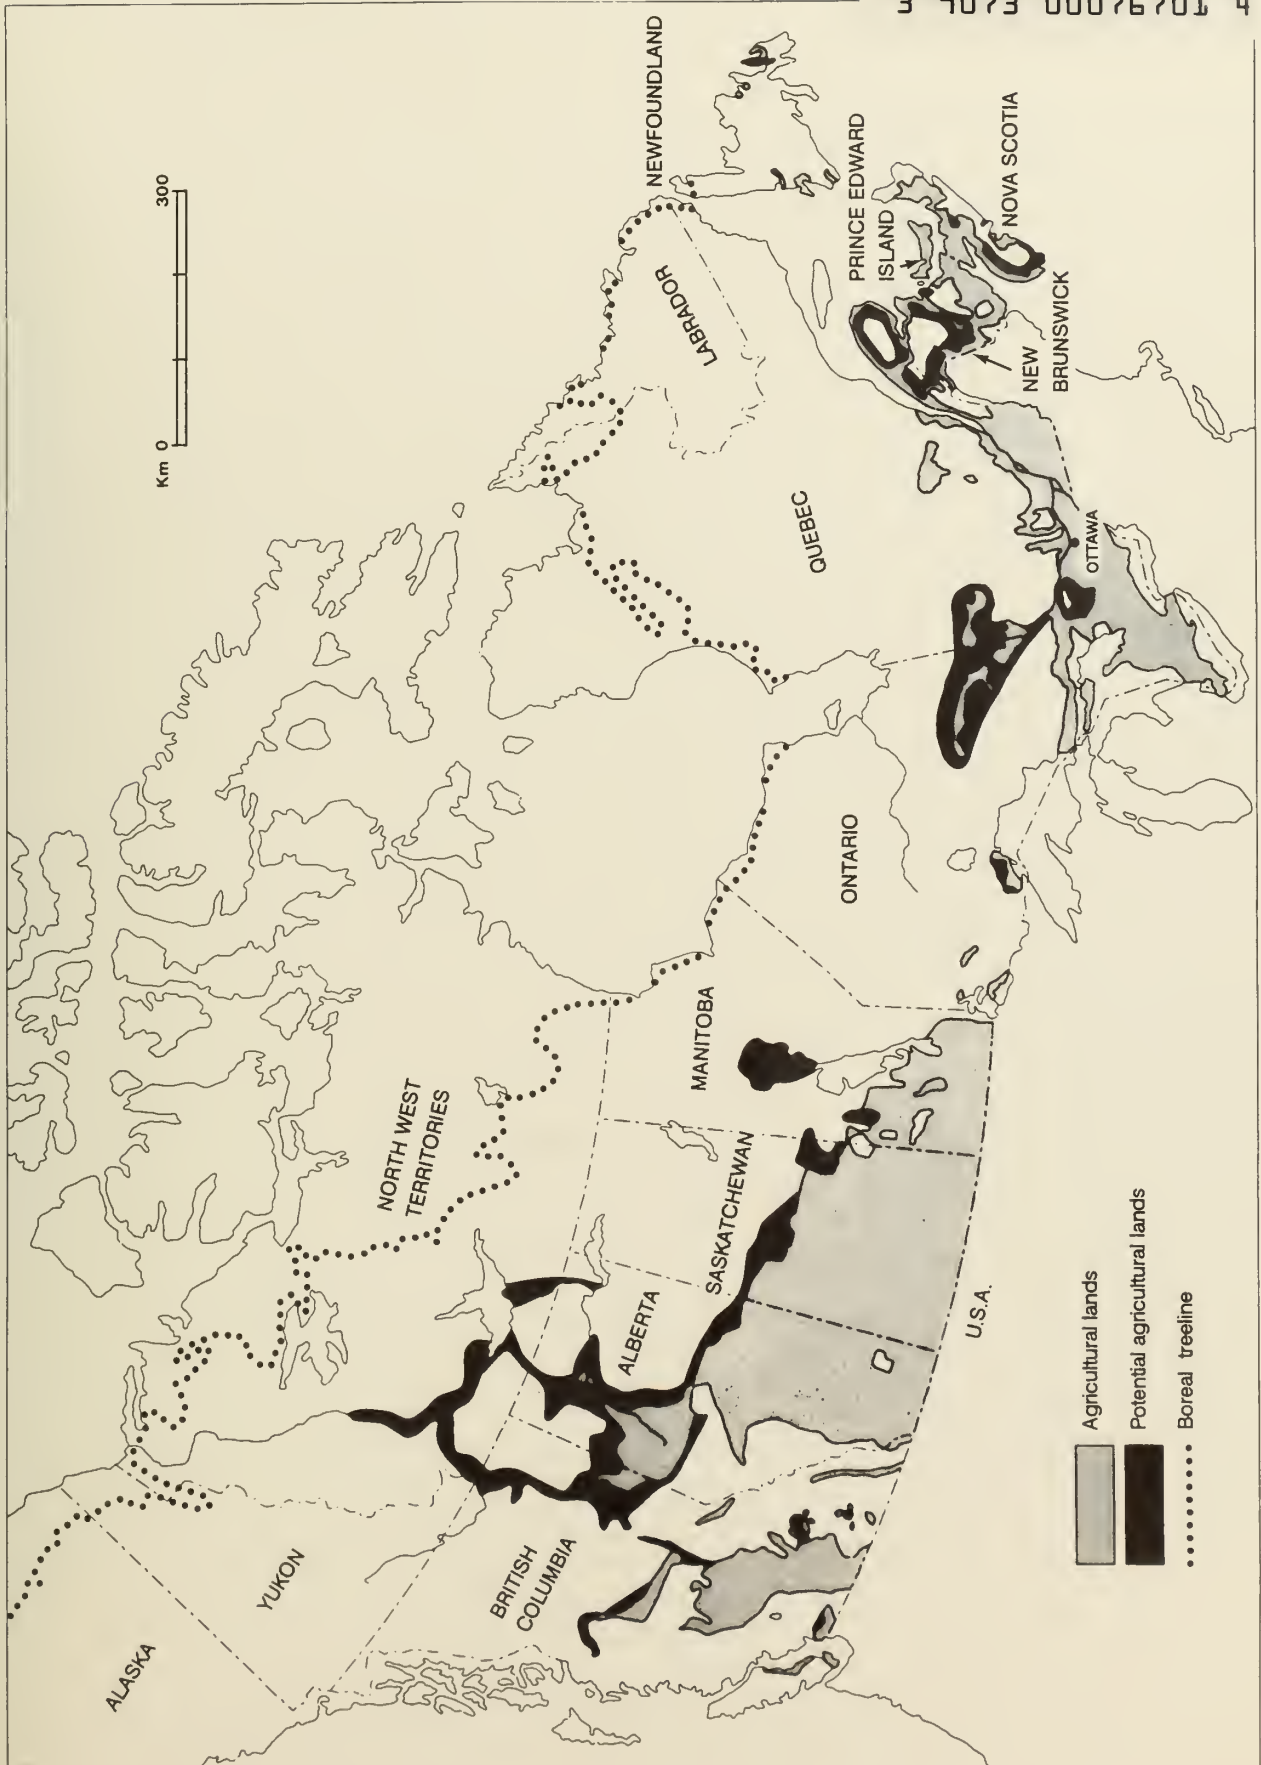 3 9073 00076701 4
Km 0 300
NEWFOUNDLAND
LABRADOR
PRINCE EDWARD
ISLAND
NOVA SCOTIA
NEW
BRUNSWICK
QUEBEC
OTTAWA
ONTARIO
MANITOBA
NORTH WEST
TERRITORIES
SASKATCHEWAN
ALBERTA
U.S.A.
YUKON
BRITISH
COLUMBIA
ALASKA
Agricultural lands
Potential agricultural lands
Boreal treeline